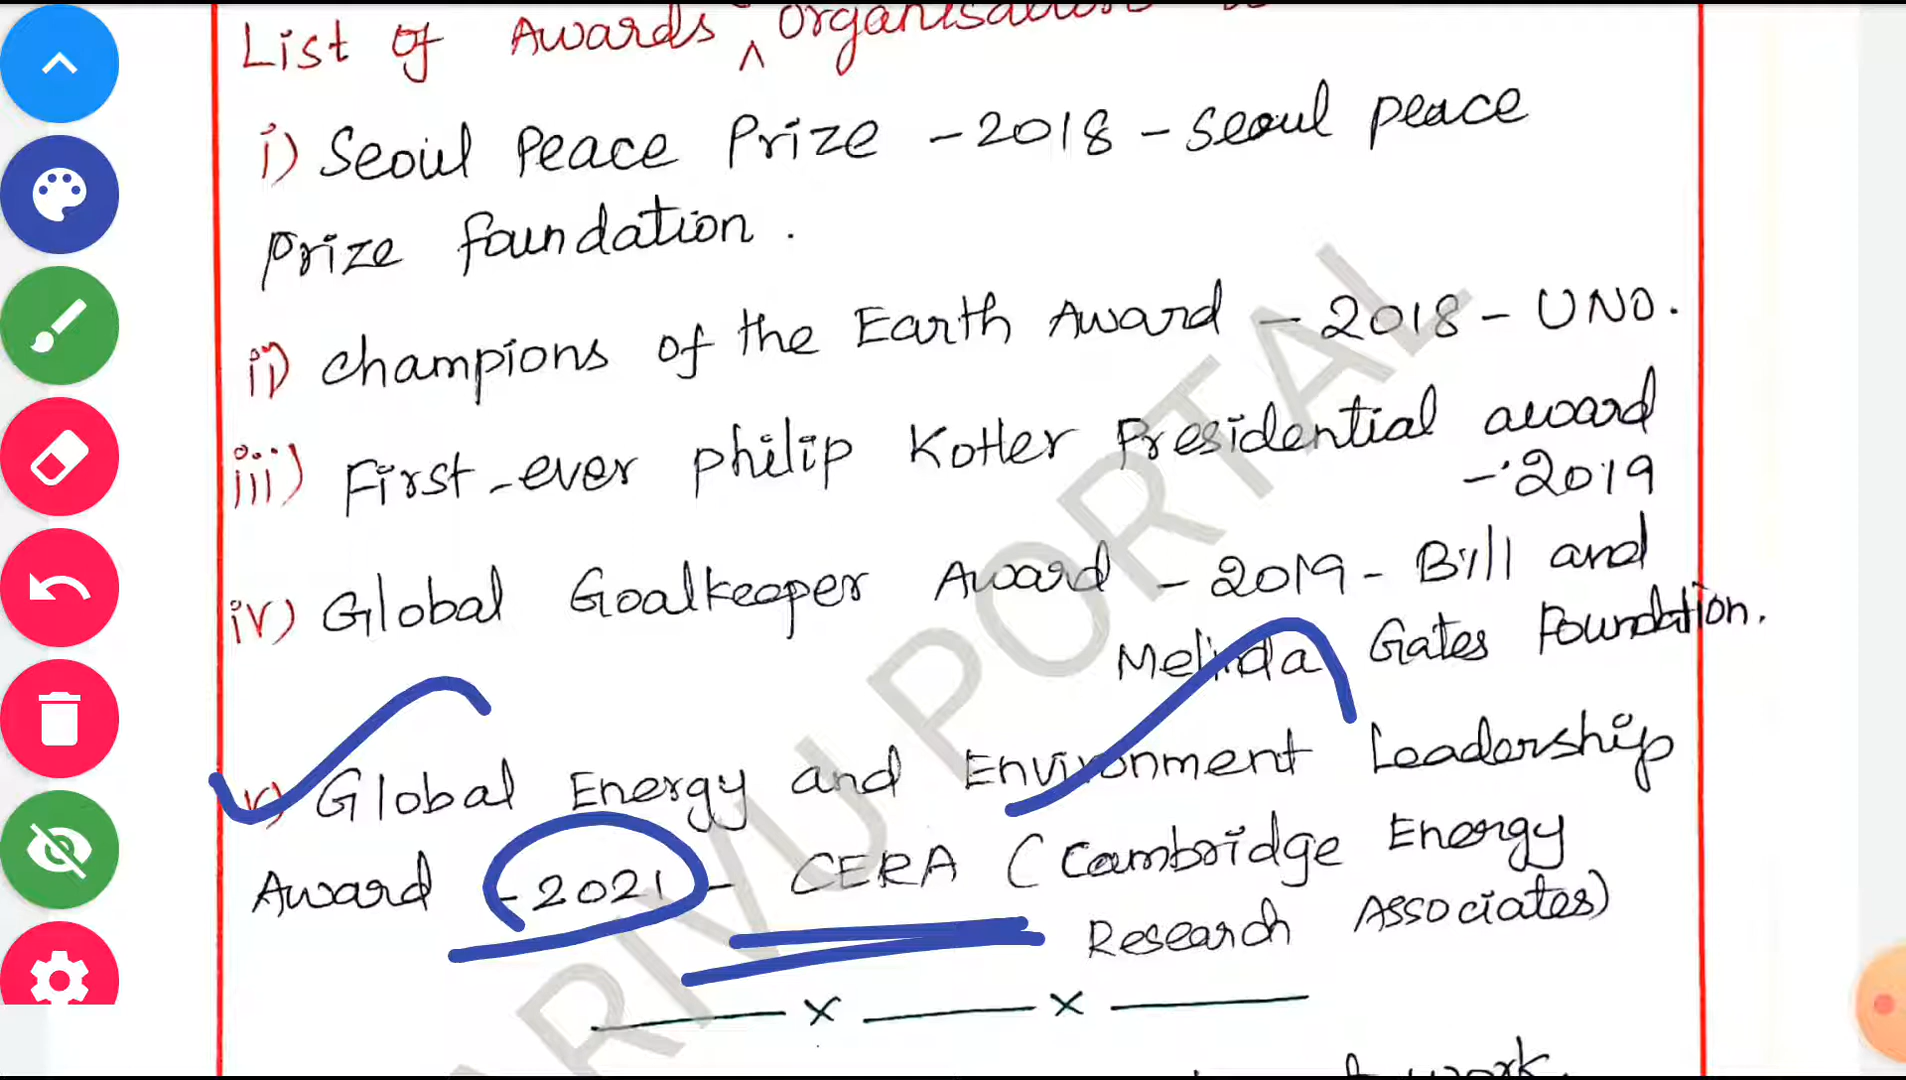 List of Awards ^ organisation
i) Seoul Peace Prize - 2018 - Seoul peace
Prize foundation.
ii) champions of the Earth Award - 2018 - UNO.
iii) First-ever philip Kotler Presidential award
- 2019
iv) Global Goalkeeper Award - 2019 - Bill and
Melinda Gates Foundation.
v) Global Energy and Environment Leadership
Award - 2021 - CERA (Cambridge Energy
Research Associates)
x x
ARIVU PORTAL